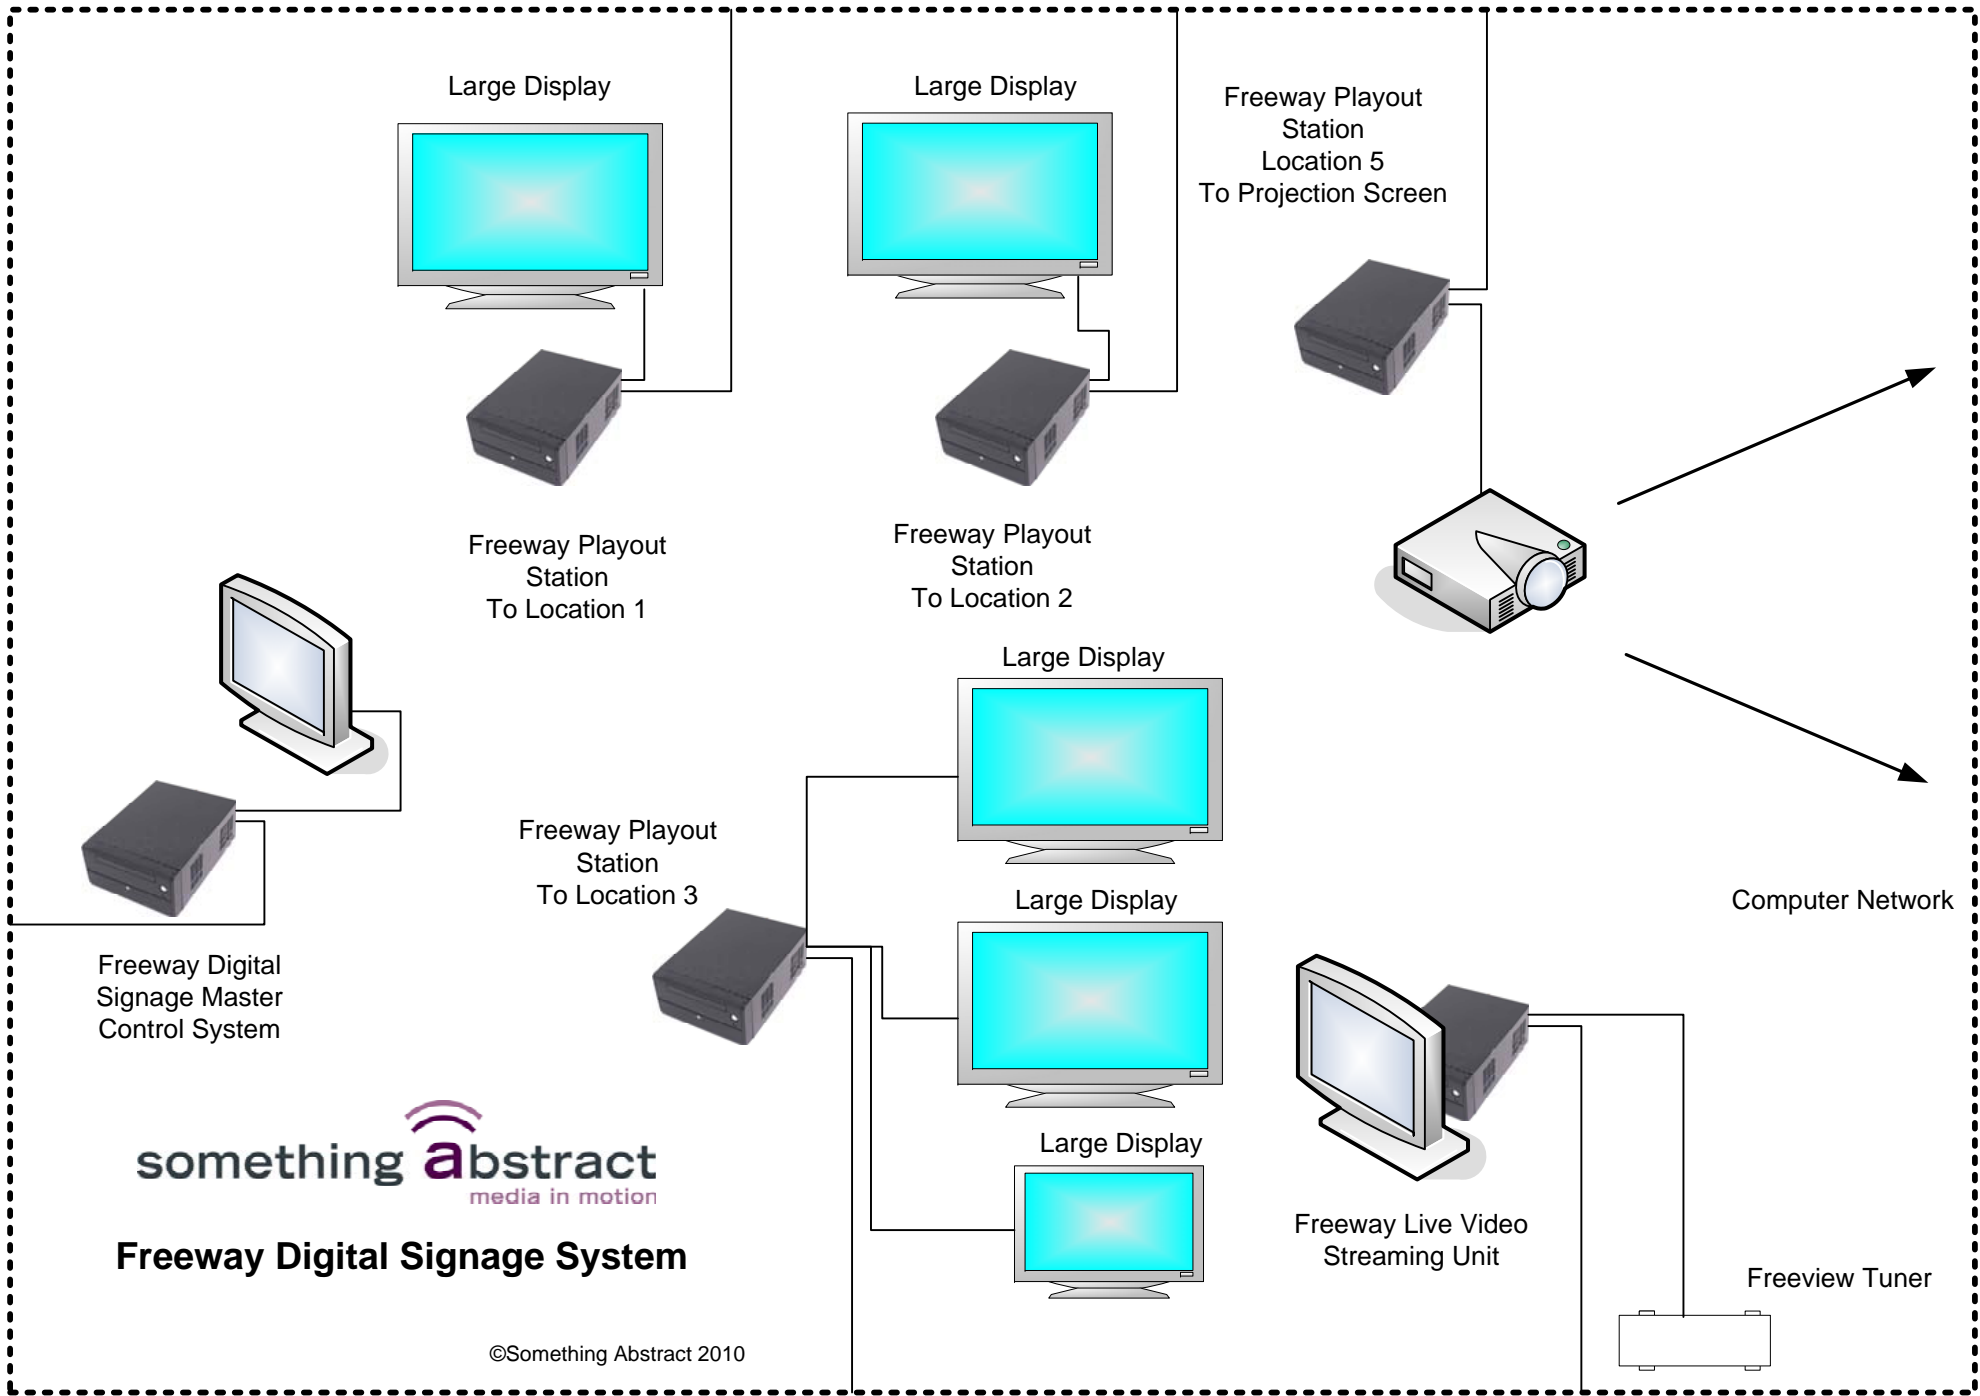 Large Display
Large Display
Freeway Playout
Station
Location 5
To Projection Screen
Freeway Playout
Station
To Location 1
Freeway Playout
Station
To Location 2
Large Display
Freeway Playout
Station
To Location 3
Large Display
Computer Network
Freeway Digital
Signage Master
Control System
Large Display
something abstract
media in motion
Freeway Digital Signage System
Freeway Live Video
Streaming Unit
Freeview Tuner
©Something Abstract 2010